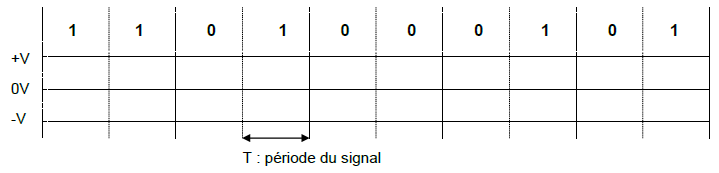 1 1 0 1 0 0 0 1 0 1
+V
0V
-V
T : période du signal